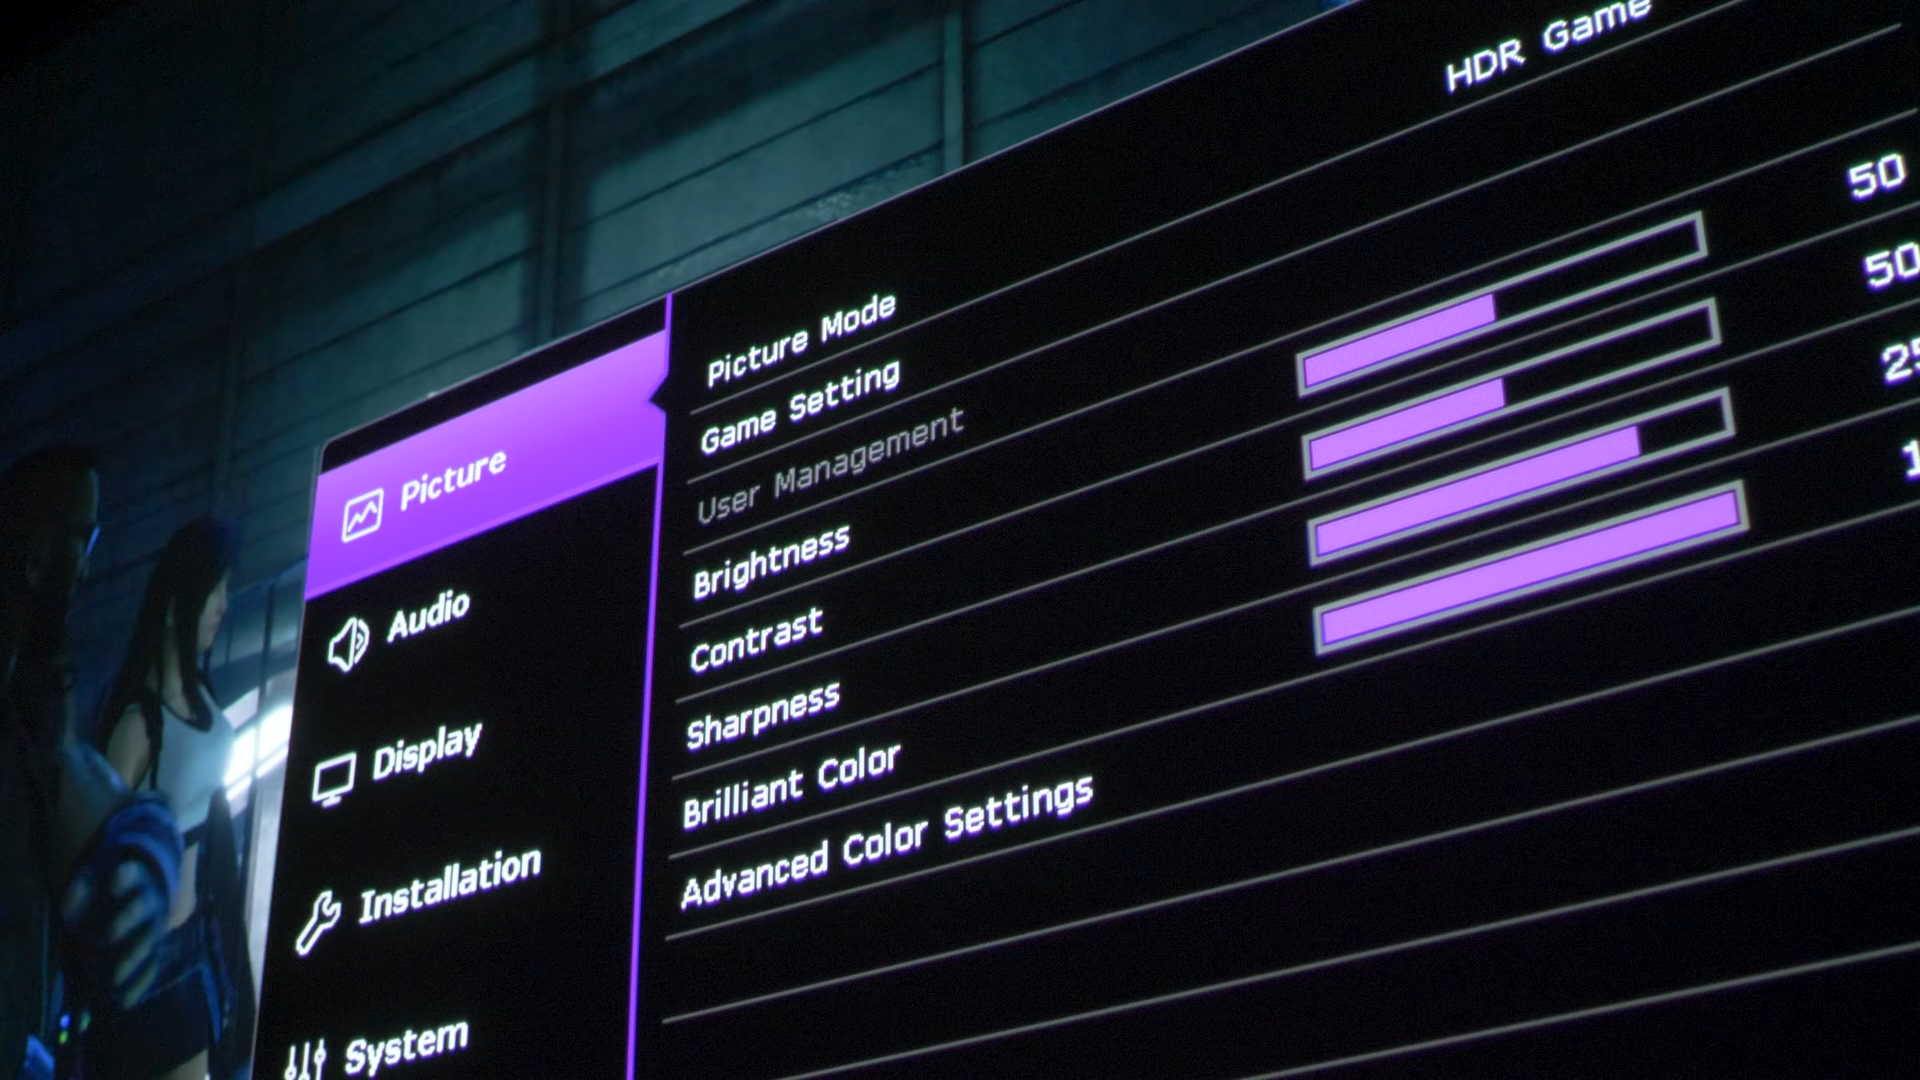 HDR Game
Picture Mode
Game Setting
User Management
Brightness 50
Contrast 50
Sharpness
Brilliant Color
Advanced Color Settings
Picture
Audio
Display
Installation
System